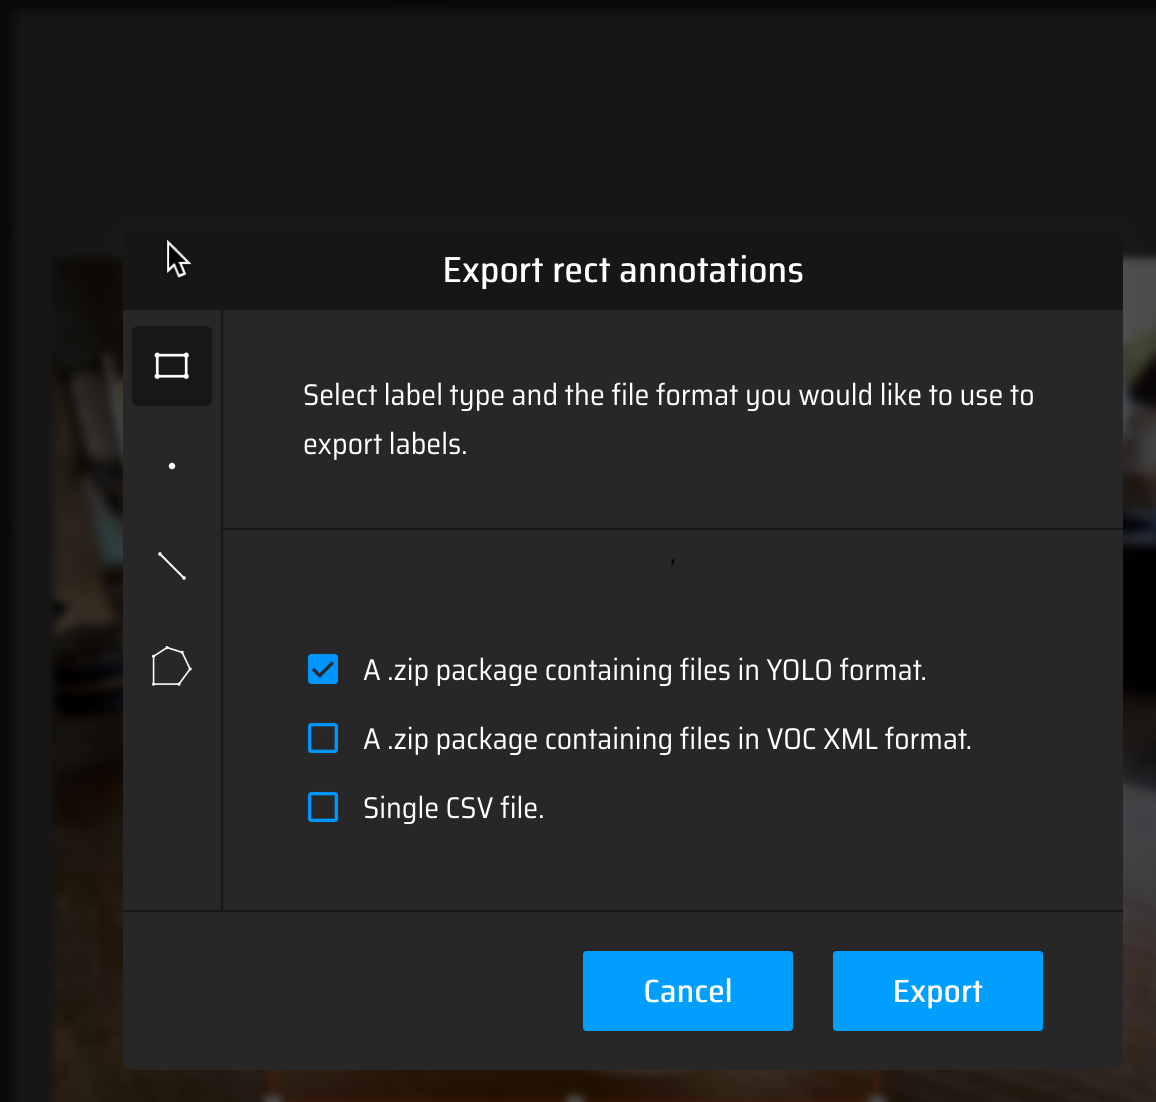 Export rect annotations
Select label type and the file format you would like to use to
export labels.
,
A .zip package containing files in YOLO format.
A .zip package containing files in VOC XML format.
Single CSV file.
Cancel
Export